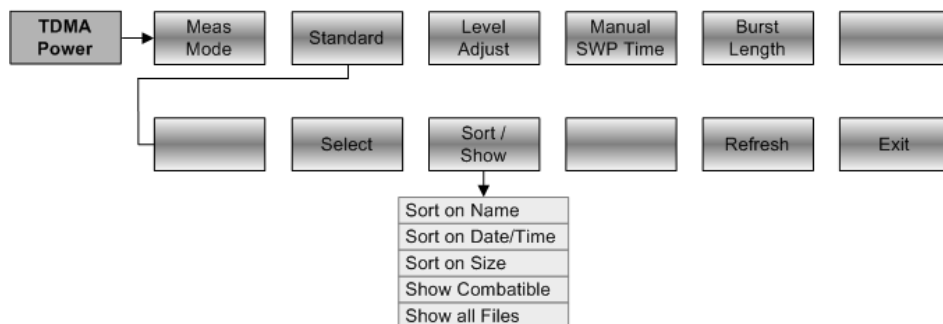 TDMA
Power
Meas
Mode
Standard
Level
Adjust
Manual
SWP Time
Burst
Length
Select
Sort /
Show
Refresh
Exit
Sort on Name
Sort on Date/Time
Sort on Size
Show Combatible
Show all Files